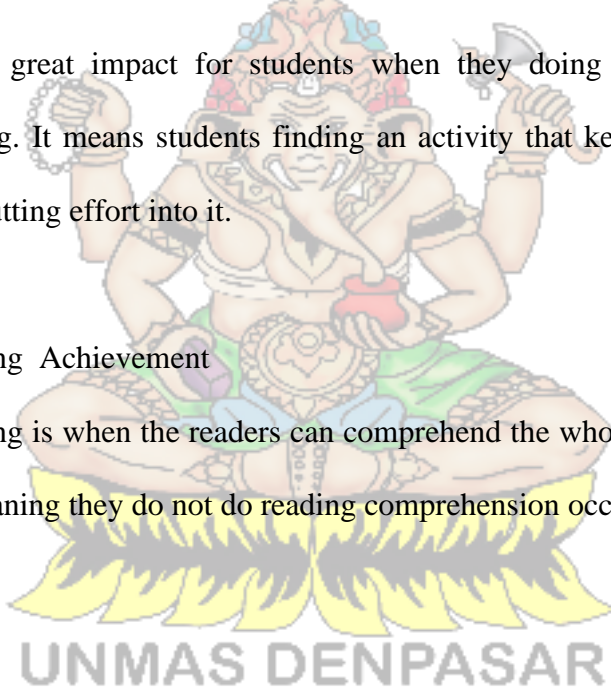 great impact for students when they doing
g. It means students finding an activity that ke
utting effort into it.
ng Achievement
ng is when the readers can comprehend the who
aning they do not do reading comprehension occ
UNMAS DENPASAR